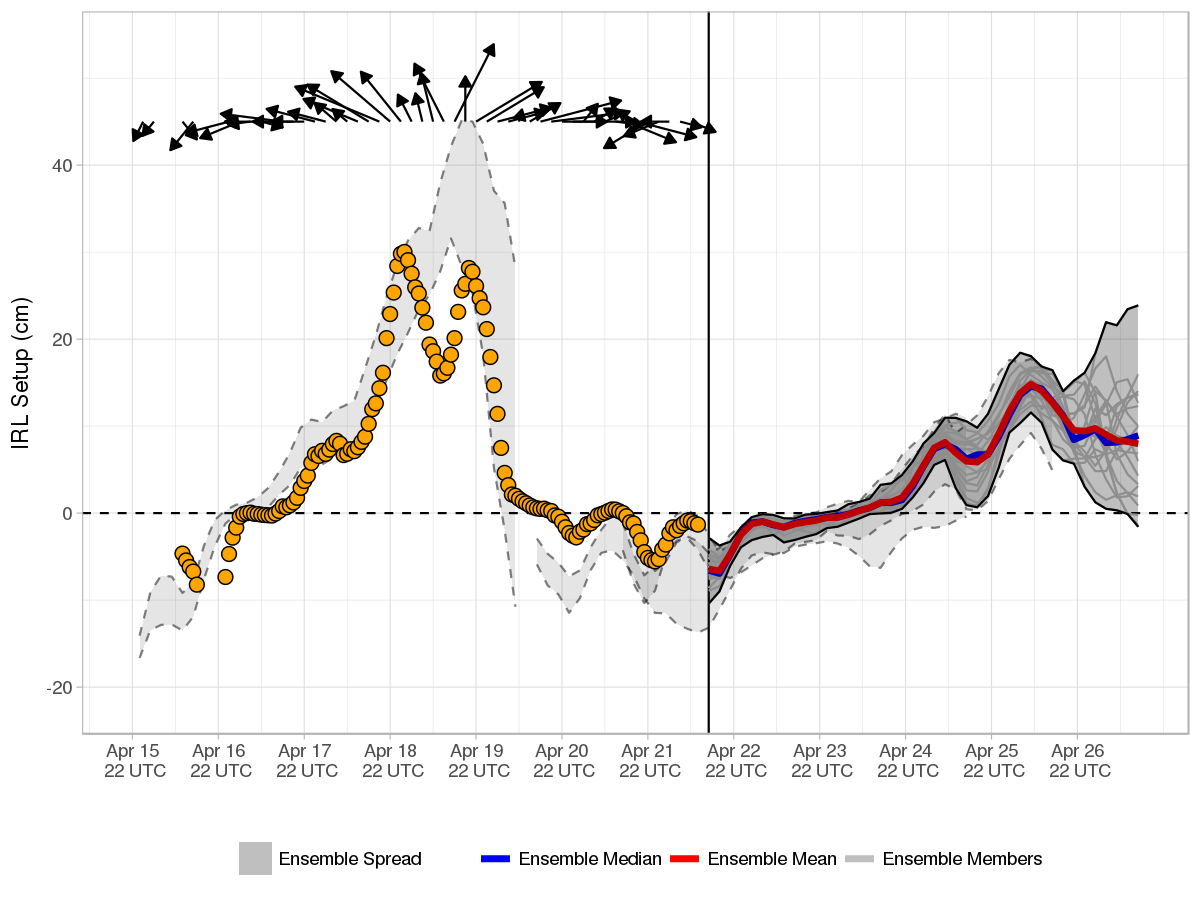 IRL Setup (cm)
40
20
0
-20
Apr 15 Apr 16 Apr 17 Apr 18 Apr 19 Apr 20 Apr 21 Apr 22 Apr 23 Apr 24 Apr 25 Apr 26
22 UTC 22 UTC 22 UTC 22 UTC 22 UTC 22 UTC 22 UTC 22 UTC 22 UTC 22 UTC 22 UTC 22 UTC
Ensemble Spread Ensemble Median Ensemble Mean Ensemble Members